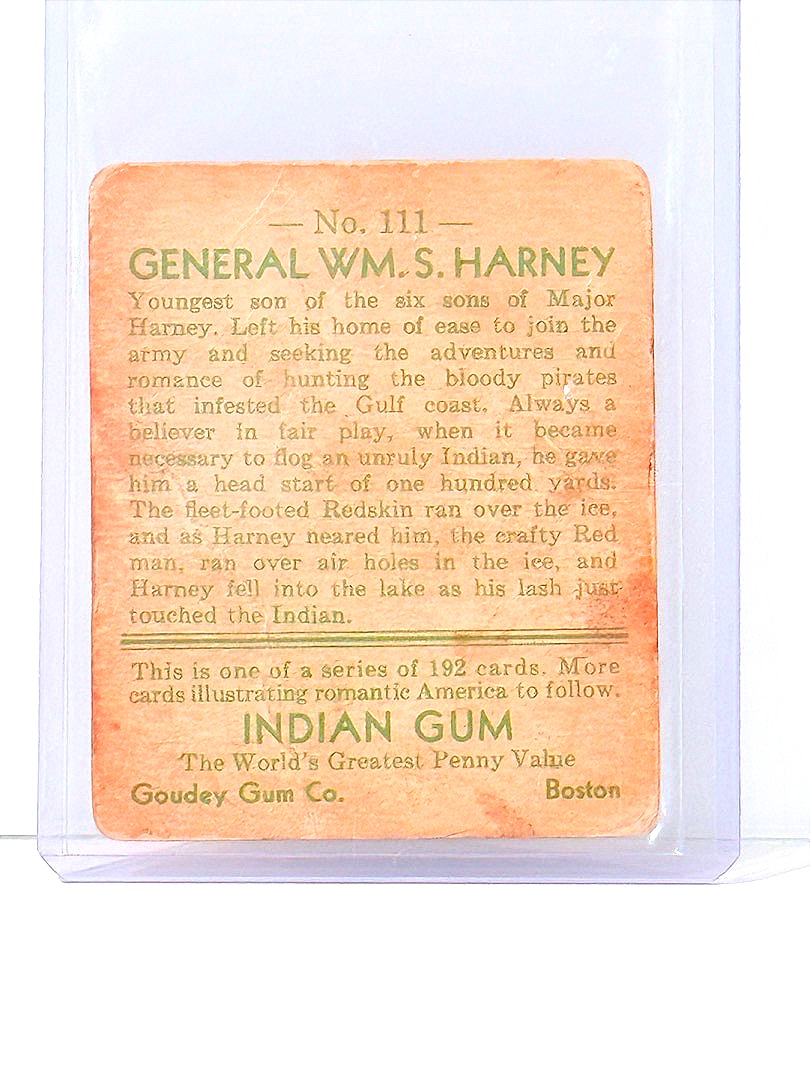 — No. 111 —
GENERAL WM. S. HARNEY
Youngest son of the six sons of Major
Harney. Left his home of ease to join the
army and seeking the adventures and
romance of hunting the bloody pirates
that infested the Gulf coast. Always a
believer in fair play, when it became
necessary to flog an unruly Indian, he gave
him a head start of one hundred yards.
The fleet-footed Redskin ran over the ice,
and as Harney neared him, the crafty Red
man, ran over air holes in the ice, and
Harney fell into the lake as his lash just
touched the Indian.
This is one of a series of 192 cards. More
cards illustrating romantic America to follow.
INDIAN GUM
The World's Greatest Penny Value
Goudey Gum Co. Boston